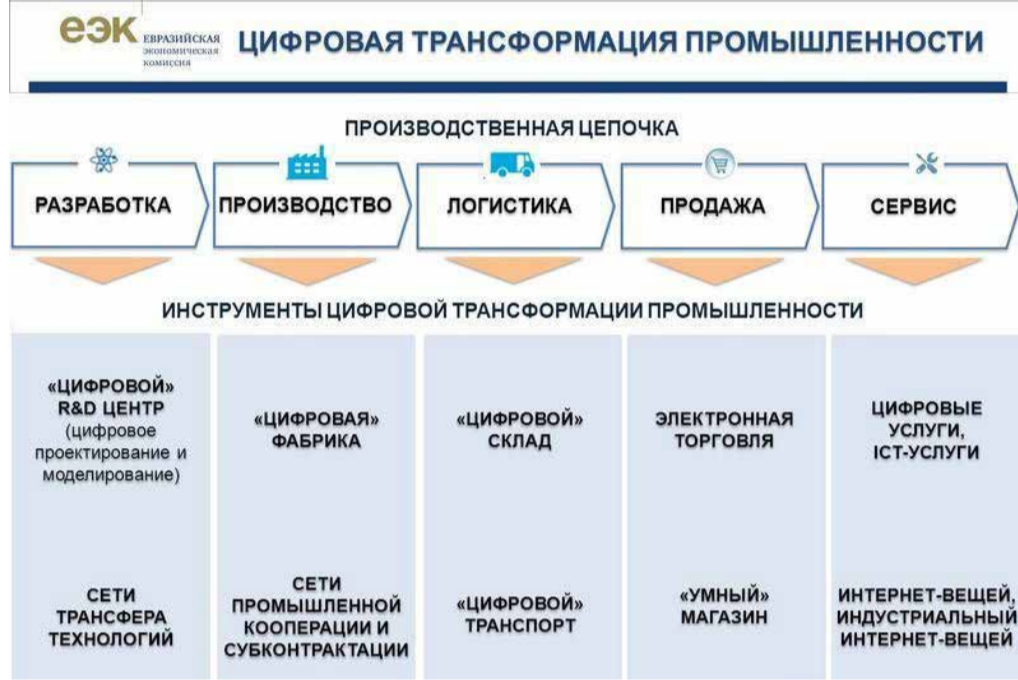 ЕЭК
ЕВРАЗИЙСКАЯ
ЭКОНОМИЧЕСКАЯ
КОМИССИЯ
ЦИФРОВАЯ ТРАНСФОРМАЦИЯ ПРОМЫШЛЕННОСТИ
ПРОИЗВОДСТВЕННАЯ ЦЕПОЧКА
РАЗРАБОТКА
ПРОИЗВОДСТВО
ЛОГИСТИКА
ПРОДАЖА
СЕРВИС
ИНСТРУМЕНТЫ ЦИФРОВОЙ ТРАНСФОРМАЦИИ ПРОМЫШЛЕННОСТИ
«ЦИФРОВОЙ»
R&D ЦЕНТР
(цифровое
проектирование и
моделирование)
«ЦИФРОВАЯ»
ФАБРИКА
«ЦИФРОВОЙ»
СКЛАД
ЭЛЕКТРОННАЯ
ТОРГОВЛЯ
ЦИФРОВЫЕ
УСЛУГИ,
ICT-УСЛУГИ
СЕТИ
ТРАНСФЕРА
ТЕХНОЛОГИЙ
СЕТИ
ПРОМЫШЛЕННОЙ
КООПЕРАЦИИ И
СУБКОНТРАКТАЦИИ
«ЦИФРОВОЙ»
ТРАНСПОРТ
«УМНЫЙ»
МАГАЗИН
ИНТЕРНЕТ-ВЕЩЕЙ,
ИНДУСТРИАЛЬНЫЙ
ИНТЕРНЕТ-ВЕЩЕЙ